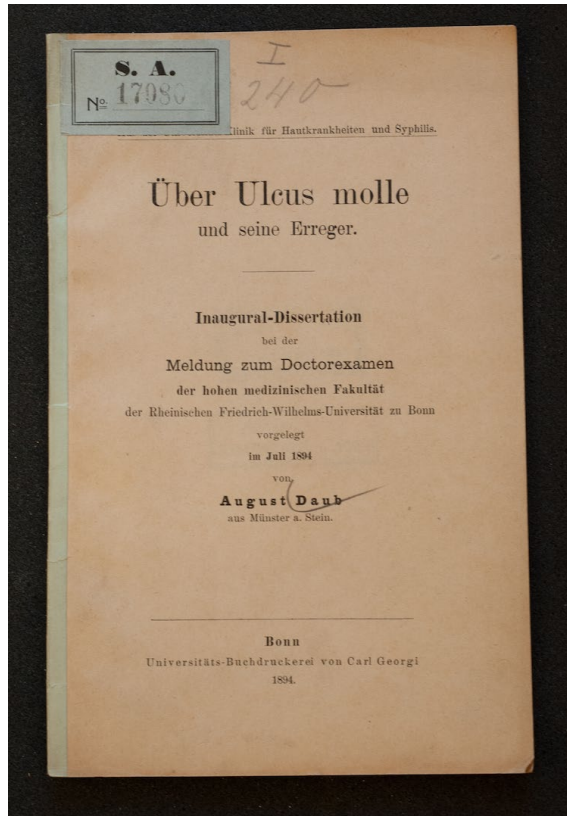 S. A.
No. 1708
I
240
Klinik für Hautkrankheiten und Syphilis.
Über Ulcus molle
und seine Erreger.
Inaugural-Dissertation
bei der
Meldung zum Doctorexamen
der hohen medizinischen Fakultät
der Rheinischen Friedrich-Wilhelms-Universität zu Bonn
vorgelegt
im Juli 1894
von
August Daub
aus Münster a. Stein.
Bonn
Universitäts-Buchdruckerei von Carl Georgi
1894.